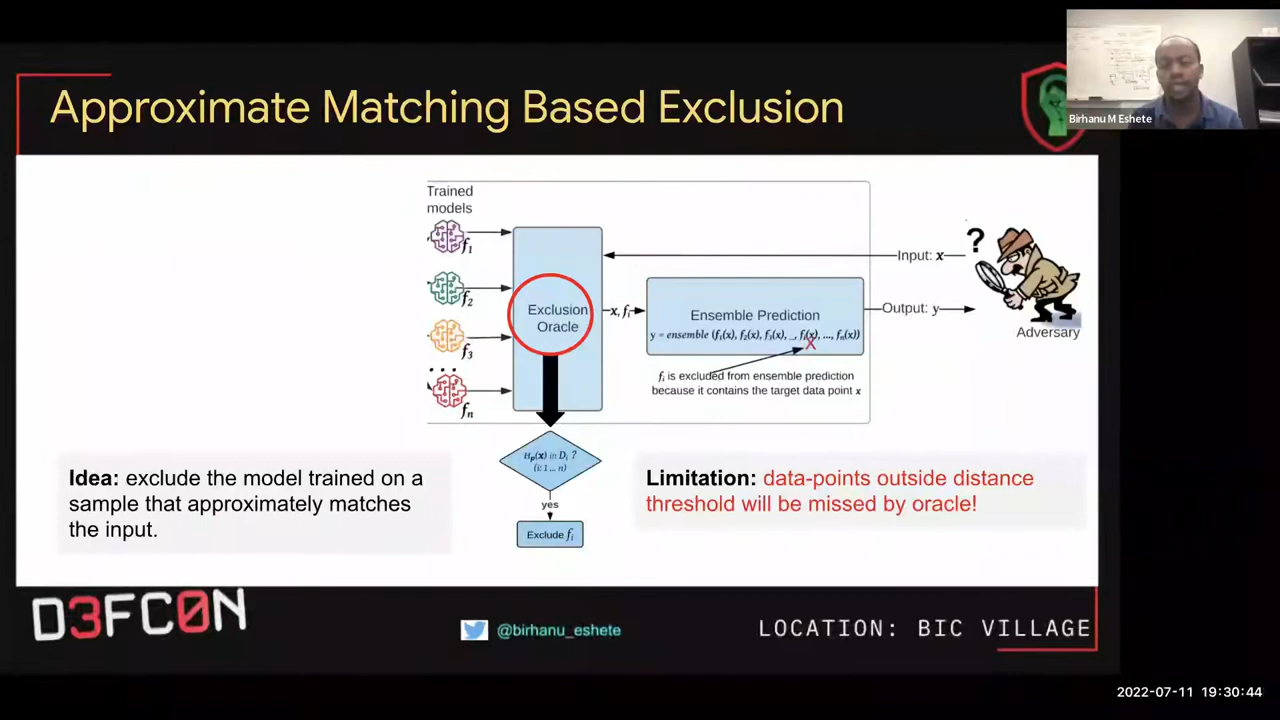 Birhanu M Eshete
Approximate Matching Based Exclusion
Trained
models
f₁
f₂
f₃
...
fₙ
Exclusion
Oracle
x, fᵢ
Input: x
?
Ensemble Prediction
y = ensemble (f₁(x), f₂(x), f₃(x), .., fᵢ(x), ..., fₙ(x))
X
Output: y
Adversary
fᵢ is excluded from ensemble prediction
because it contains the target data point x
Hₚ(x) in Dᵢ ?
(i: 1 ... n)
yes
Exclude fᵢ
Idea: exclude the model trained on a
sample that approximately matches
the input.
Limitation: data-points outside distance
threshold will be missed by oracle!
D3FC0N
@birhanu_eshete
LOCATION: BIC VILLAGE
2022-07-11 19:30:44